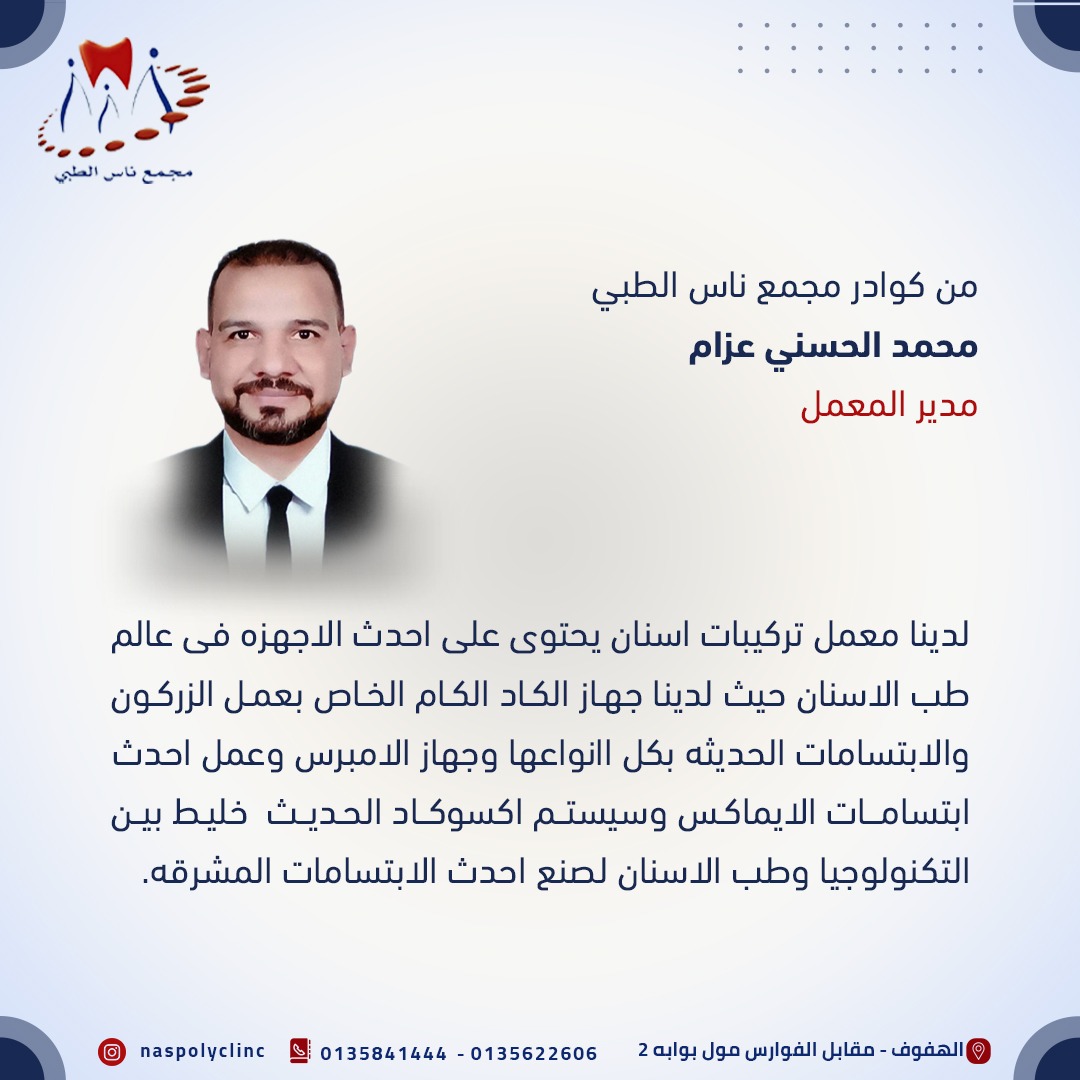 مجمع ناس الطبي
من كوادر مجمع ناس الطبي
محمد الحسني عزام
مدير المعمل
لدينا معمل تركيبات اسنان يحتوى على احدث الاجهزه فى عالم
طب الاسنان حيث لدينا جهاز الكاد الكام الخاص بعمل الزركون
والابتسامات الحديثه بكل اانواعها وجهاز الامبرس وعمل احدث
ابتسامات الايماكس وسيستم اكسوكاد الحديث خليط بين
التكنولوجيا وطب الاسنان لصنع احدث الابتسامات المشرقه.
الهفوف - مقابل الفوارس مول بوابه 2
0135841444 - 0135622606
naspolyclinc